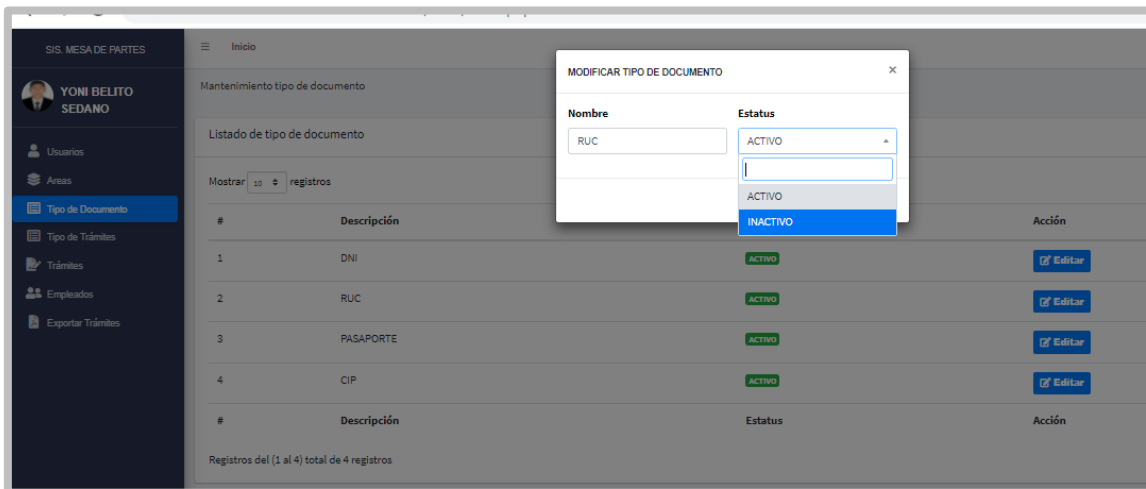 SIS. MESA DE PARTES
Inicio
YONI BELITO
SEDANO
Usuarios
Areas
Tipo de Documento
Tipo de Trámites
Trámites
Empleados
Exportar Trámites
Mantenimiento tipo de documento
Listado de tipo de documento
Mostrar 10 registros
# Descripción Acción
1 DNI ACTIVO Editar
2 RUC ACTIVO Editar
3 PASAPORTE ACTIVO Editar
4 CIP ACTIVO Editar
# Descripción Estatus Acción
Registros del (1 al 4) total de 4 registros
MODIFICAR TIPO DE DOCUMENTO ×
Nombre Estatus
RUC ACTIVO
ACTIVO
INACTIVO